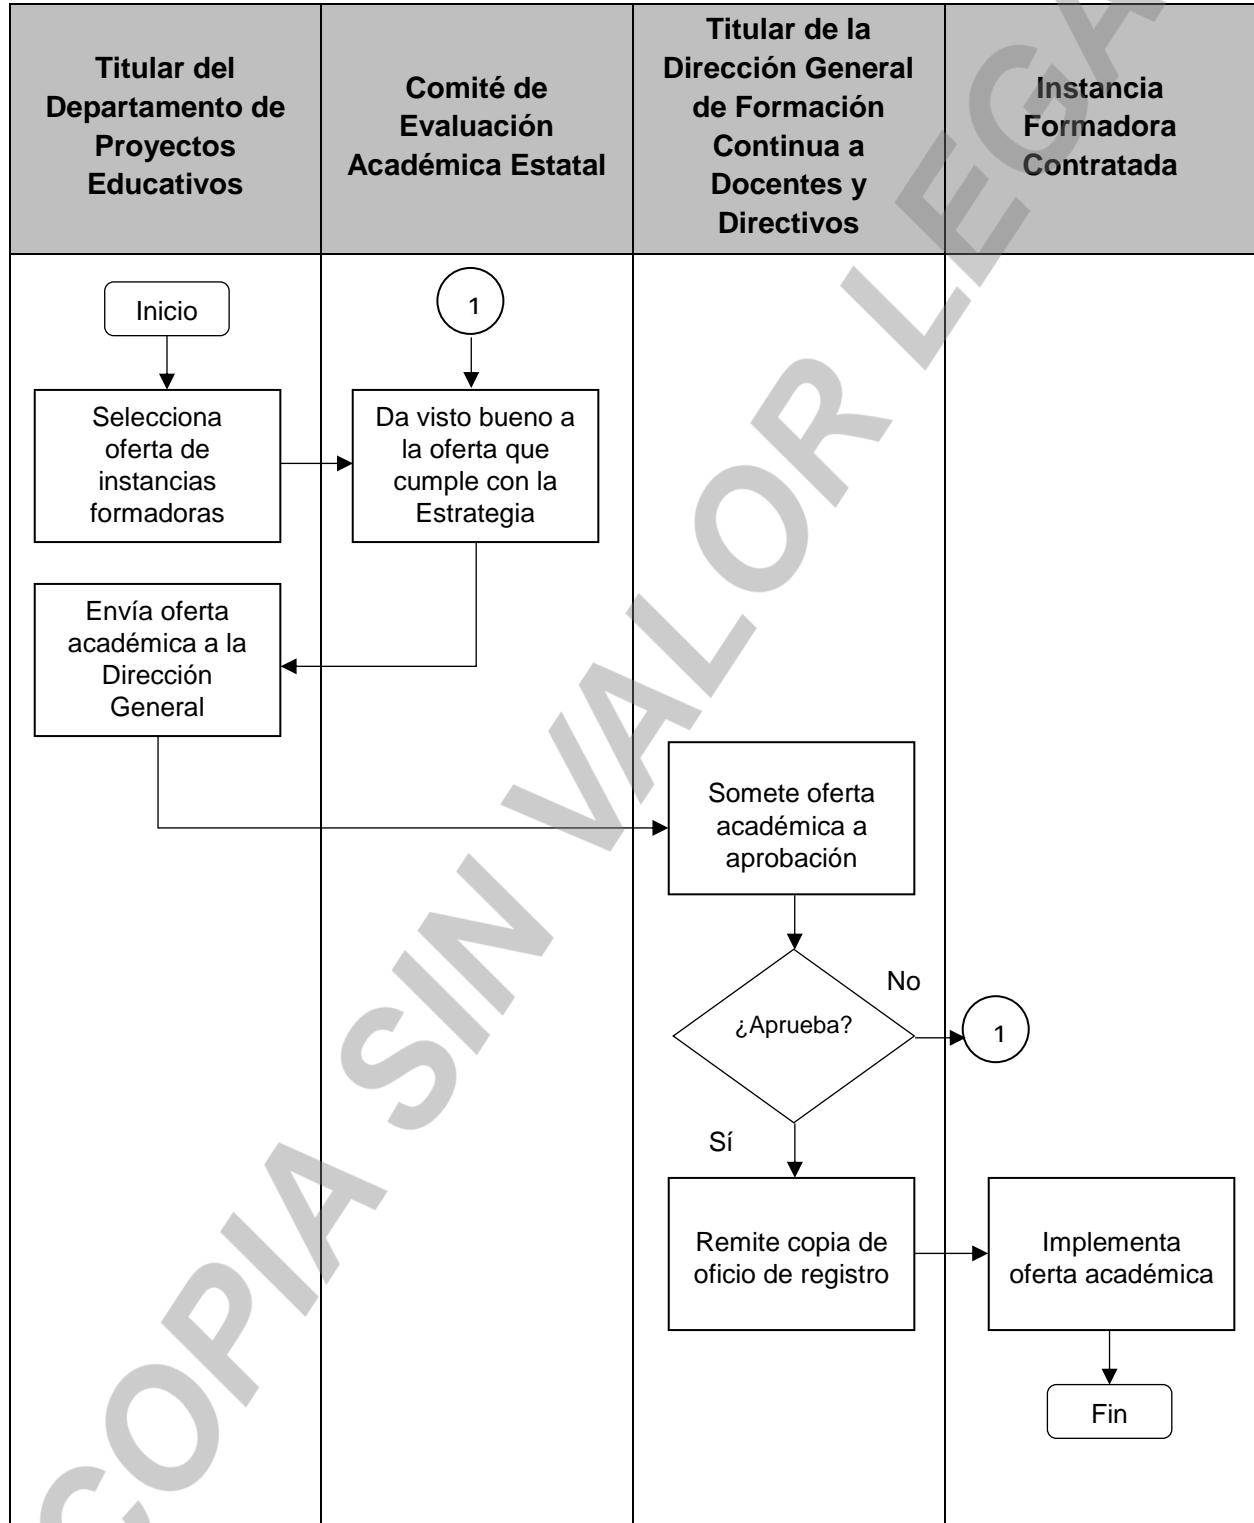 Titular del
Departamento de
Proyectos
Educativos
Comité de
Evaluación
Académica Estatal
Titular de la
Dirección General
de Formación
Continua a
Docentes y
Directivos
Instancia
Formadora
Contratada
Inicio
1
Selecciona
oferta de
instancias
formadoras
Da visto bueno a
la oferta que
cumple con la
Estrategia
Envía oferta
académica a la
Dirección
General
Somete oferta
académica a
aprobación
¿Aprueba?
No
1
Sí
Remite copia de
oficio de registro
Implementa
oferta académica
Fin
COPIA SIN VALOR LEGA